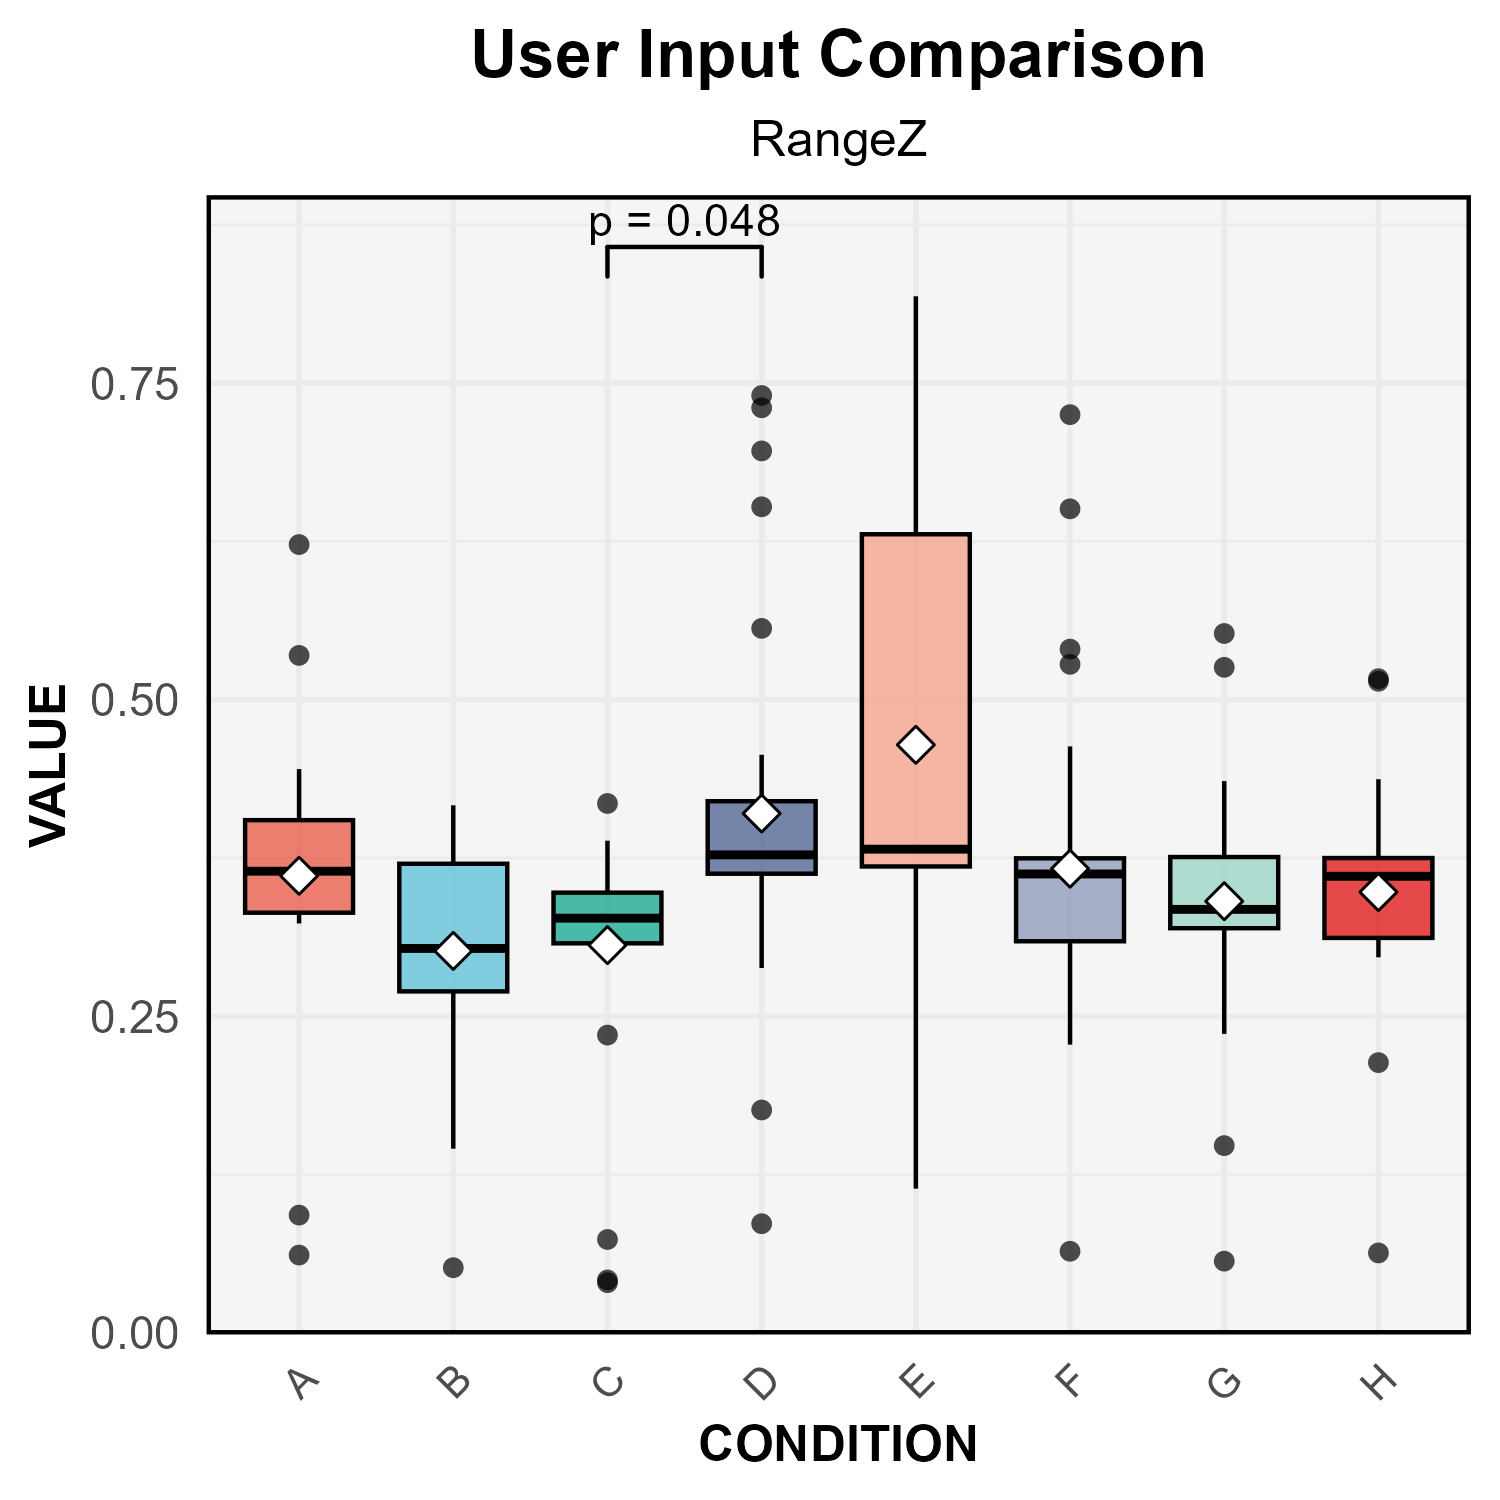 User Input Comparison
RangeZ
p = 0.048
VALUE
0.75
0.50
0.25
0.00
A B C D E F G H
CONDITION